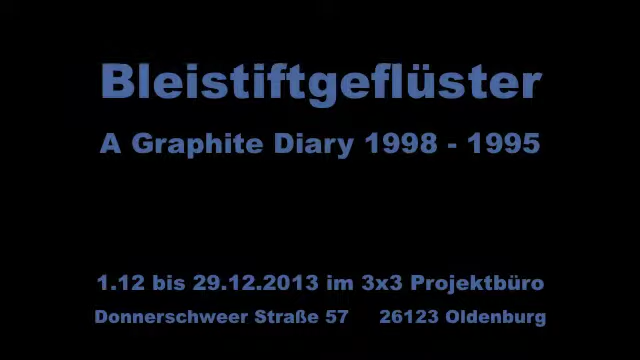 Bleistiftgeflüster
A Graphite Diary 1998 - 1995
1.12 bis 29.12.2013 im 3x3 Projektbüro
Donnerschweer Straße 57 26123 Oldenburg